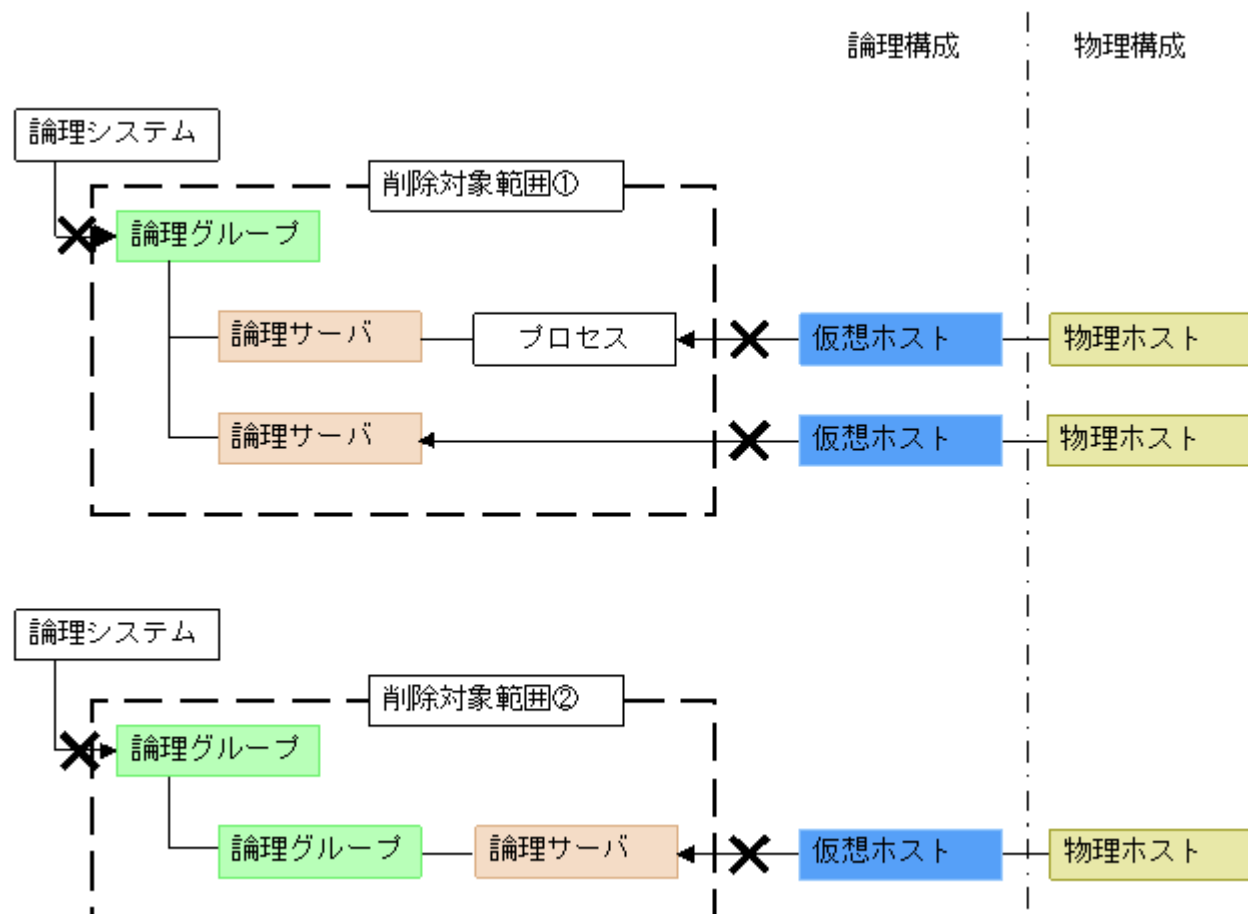 論理構成
物理構成
論理システム
削除対象範囲①
論理グループ
論理サーバ
プロセス
仮想ホスト
物理ホスト
論理サーバ
仮想ホスト
物理ホスト
論理システム
削除対象範囲②
論理グループ
論理グループ
論理サーバ
仮想ホスト
物理ホスト